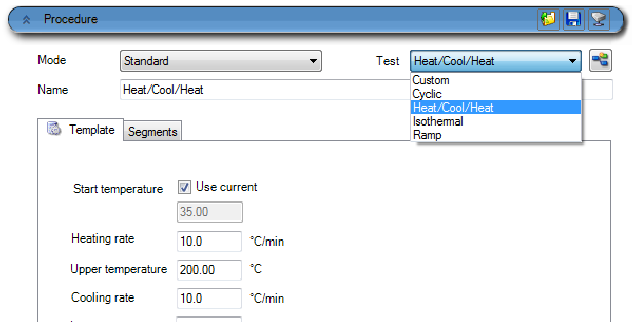 Procedure
Mode Standard Test Heat/Cool/Heat
Name Heat/Cool/Heat
Custom
Cyclic
Heat/Cool/Heat
Isothermal
Ramp
Template Segments
Start temperature Use current
35.00
Heating rate 10.0 °C/min
Upper temperature 200.00 °C
Cooling rate 10.0 °C/min